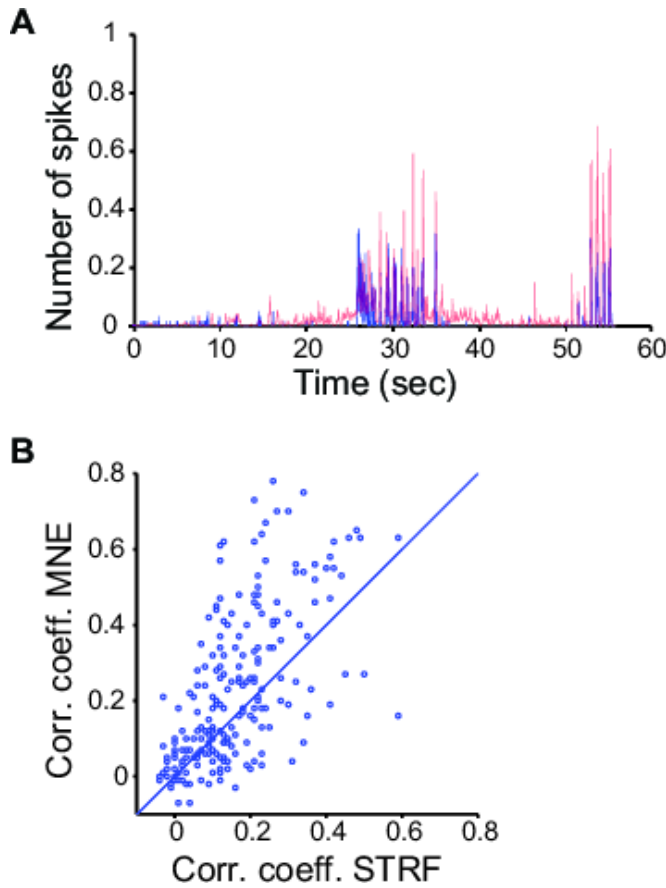 A
Number of spikes
1
0.8
0.6
0.4
0.2
0
0 10 20 30 40 50 60
Time (sec)
B
Corr. coeff. MNE
0.8
0.6
0.4
0.2
0
0 0.2 0.4 0.6 0.8
Corr. coeff. STRF